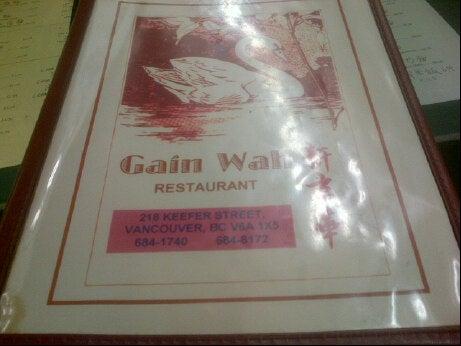 Gain Wah
RESTAURANT
218 KEEFER STREET,
VANCOUVER, BC V6A 1X5
684-1740 684-8172